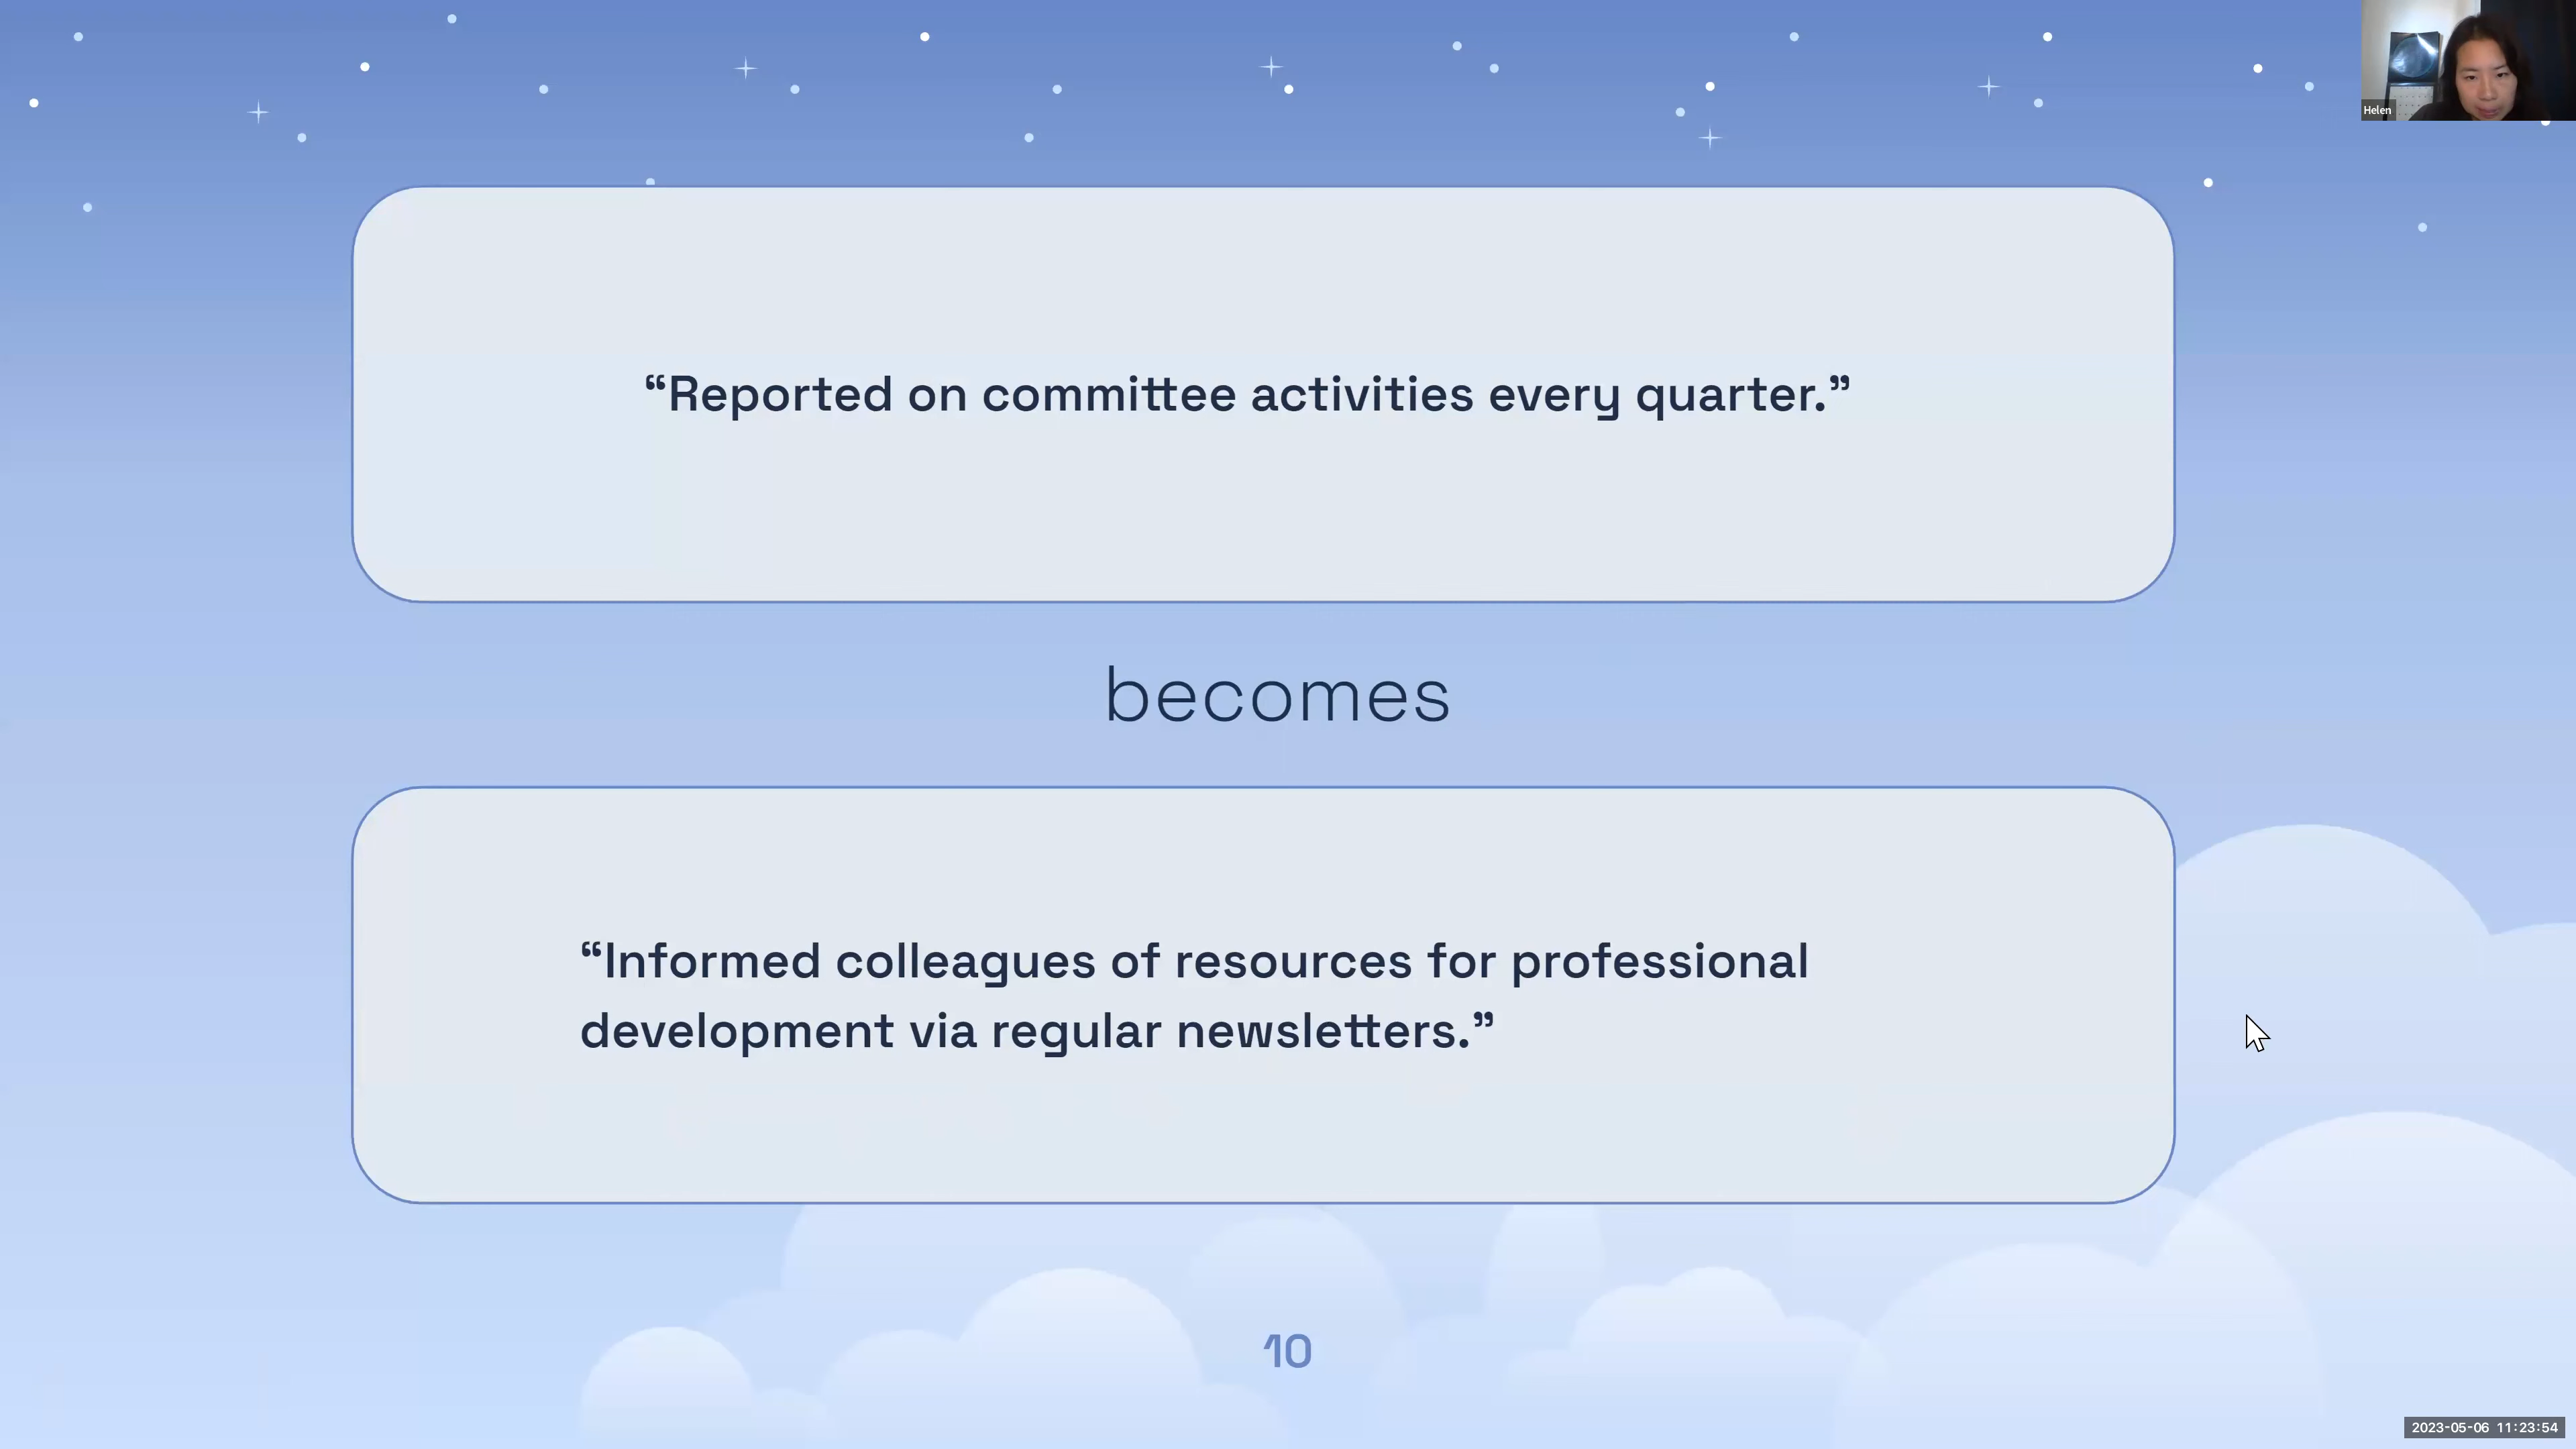 Helen
“Reported on committee activities every quarter.”
becomes
“Informed colleagues of resources for professional
development via regular newsletters.”
10
2023-05-06 11:23:54